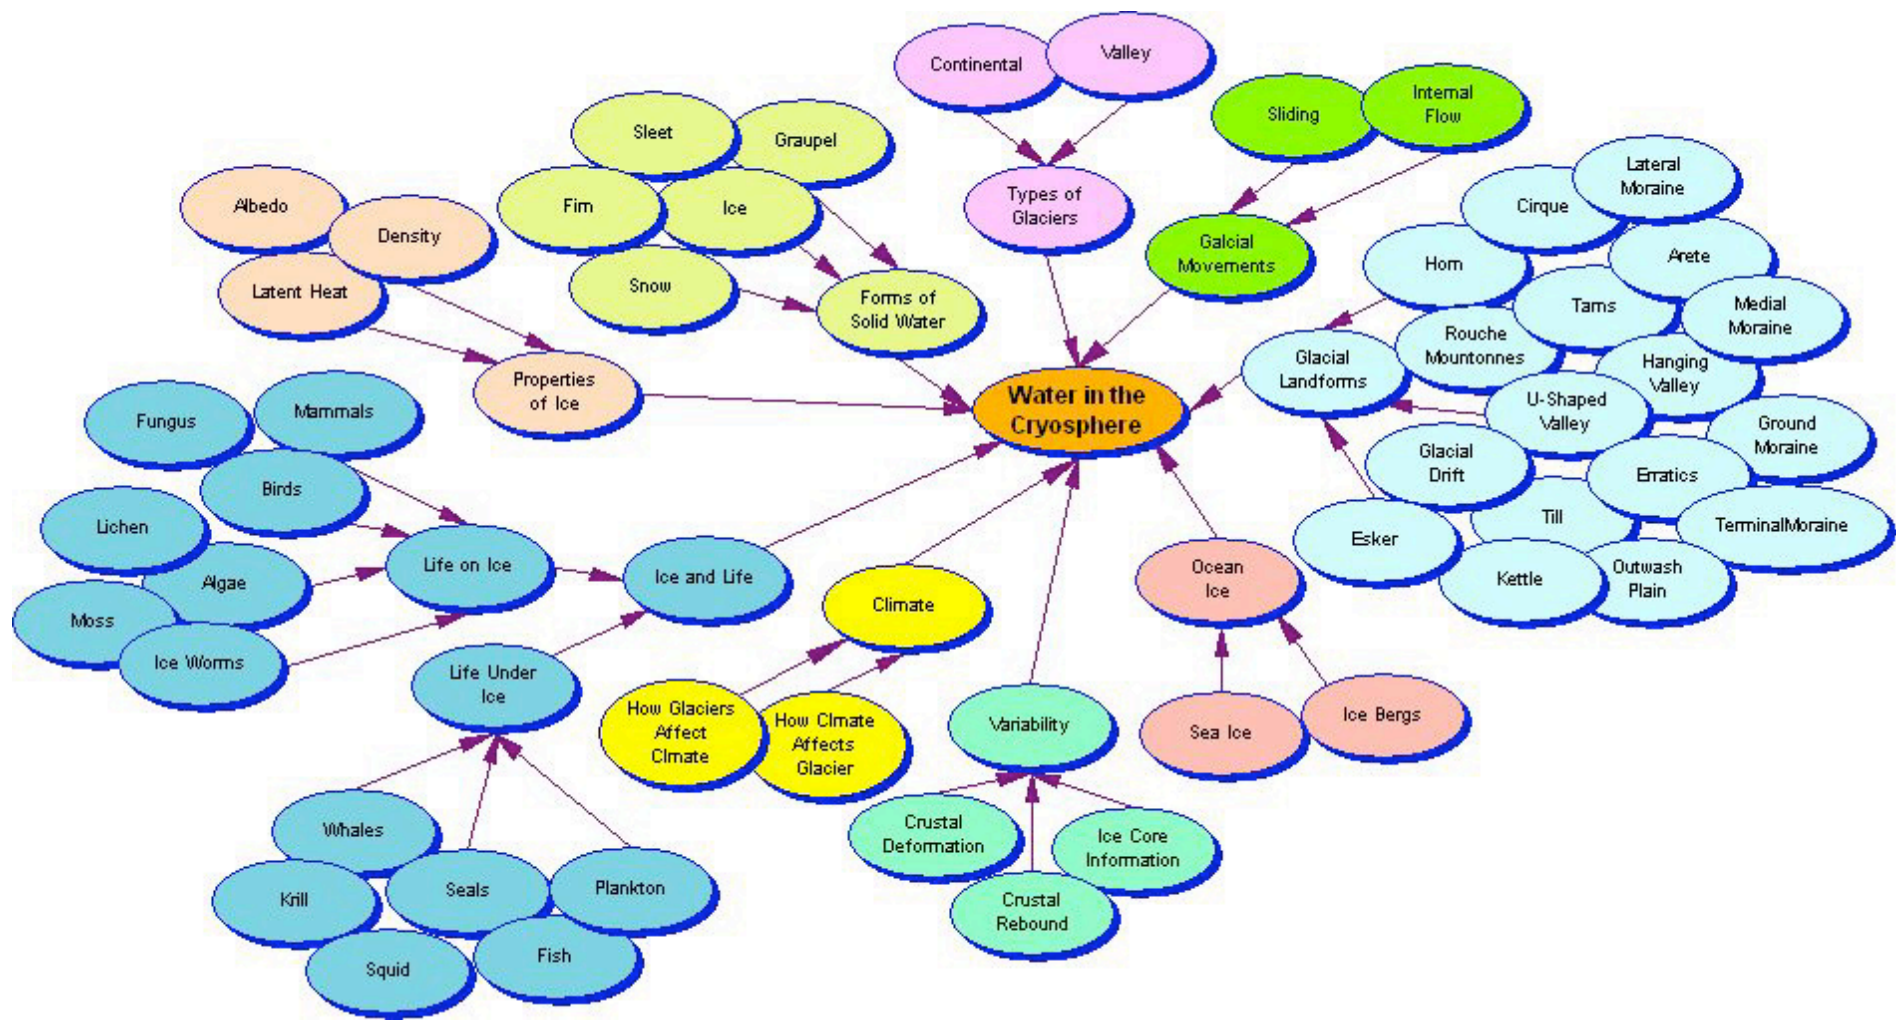 Continental
Valley
Types of
Glaciers
Sliding
Internal
Flow
Galcial
Movements
Sleet
Graupel
Firn
Ice
Snow
Forms of
Solid Water
Albedo
Density
Latent Heat
Properties
of Ice
Water in the
Cryosphere
Lateral
Moraine
Cirque
Horn
Arete
Tarns
Medial
Moraine
Rouche
Mountonnes
Hanging
Valley
Glacial
Landforms
U-Shaped
Valley
Ground
Moraine
Glacial
Drift
Erratics
Till
TerminalMoraine
Esker
Kettle
Outwash
Plain
Fungus
Mammals
Birds
Lichen
Algae
Moss
Ice Worms
Life on Ice
Ice and Life
Life Under
Ice
Whales
Krill
Seals
Plankton
Squid
Fish
Climate
How Glaciers
Affect
Clmate
How Clmate
Affects
Glacier
Variability
Crustal
Deformation
Ice Core
Information
Crustal
Rebound
Ocean
Ice
Sea Ice
Ice Bergs